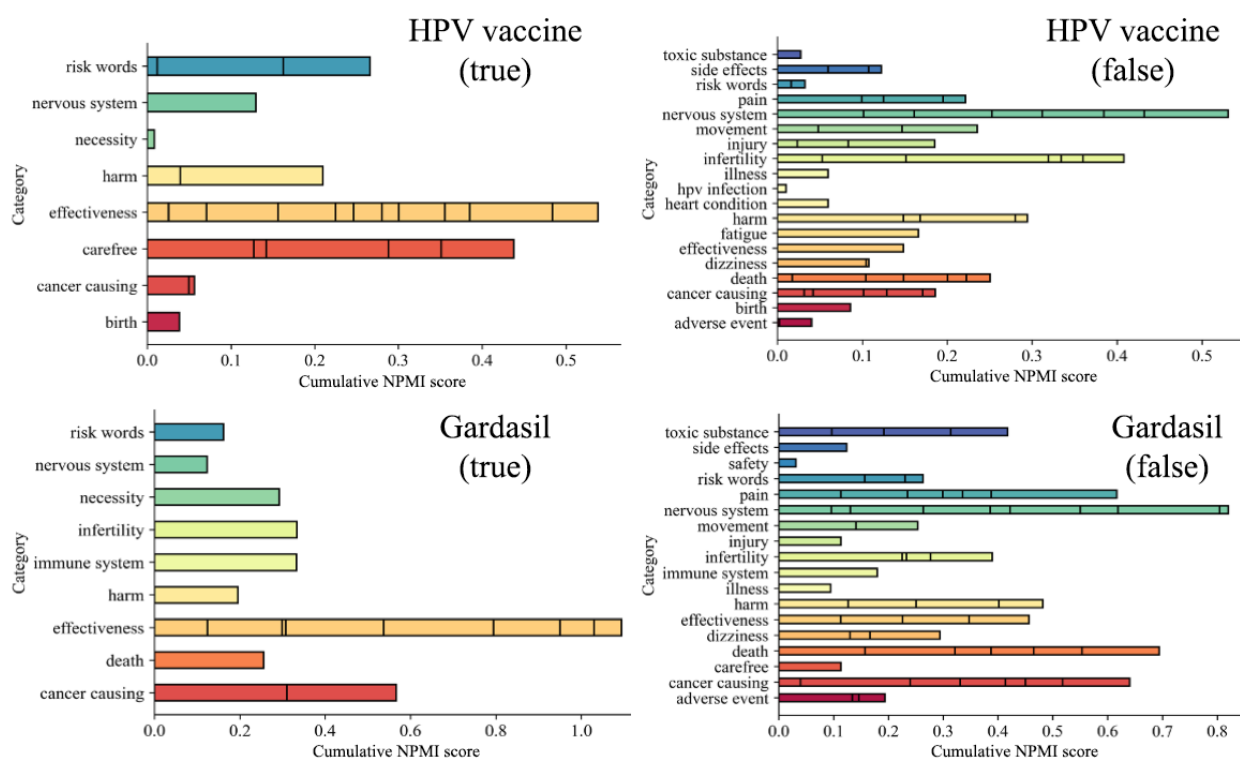 HPV vaccine
(true)
risk words
nervous system
necessity
harm
effectiveness
carefree
cancer causing
birth
Category
0.0 0.1 0.2 0.3 0.4 0.5
Cumulative NPMI score
HPV vaccine
(false)
toxic substance
side effects
risk words
pain
nervous system
movement
injury
infertility
illness
hpv infection
heart condition
harm
fatigue
effectiveness
dizziness
death
cancer causing
birth
adverse event
Category
0.0 0.1 0.2 0.3 0.4 0.5
Cumulative NPMI score
Gardasil
(true)
risk words
nervous system
necessity
infertility
immune system
harm
effectiveness
death
cancer causing
Category
0.0 0.2 0.4 0.6 0.8 1.0
Cumulative NPMI score
Gardasil
(false)
toxic substance
side effects
safety
risk words
pain
nervous system
movement
injury
infertility
immune system
illness
harm
effectiveness
dizziness
death
carefree
cancer causing
adverse event
Category
0.0 0.1 0.2 0.3 0.4 0.5 0.6 0.7 0.8
Cumulative NPMI score